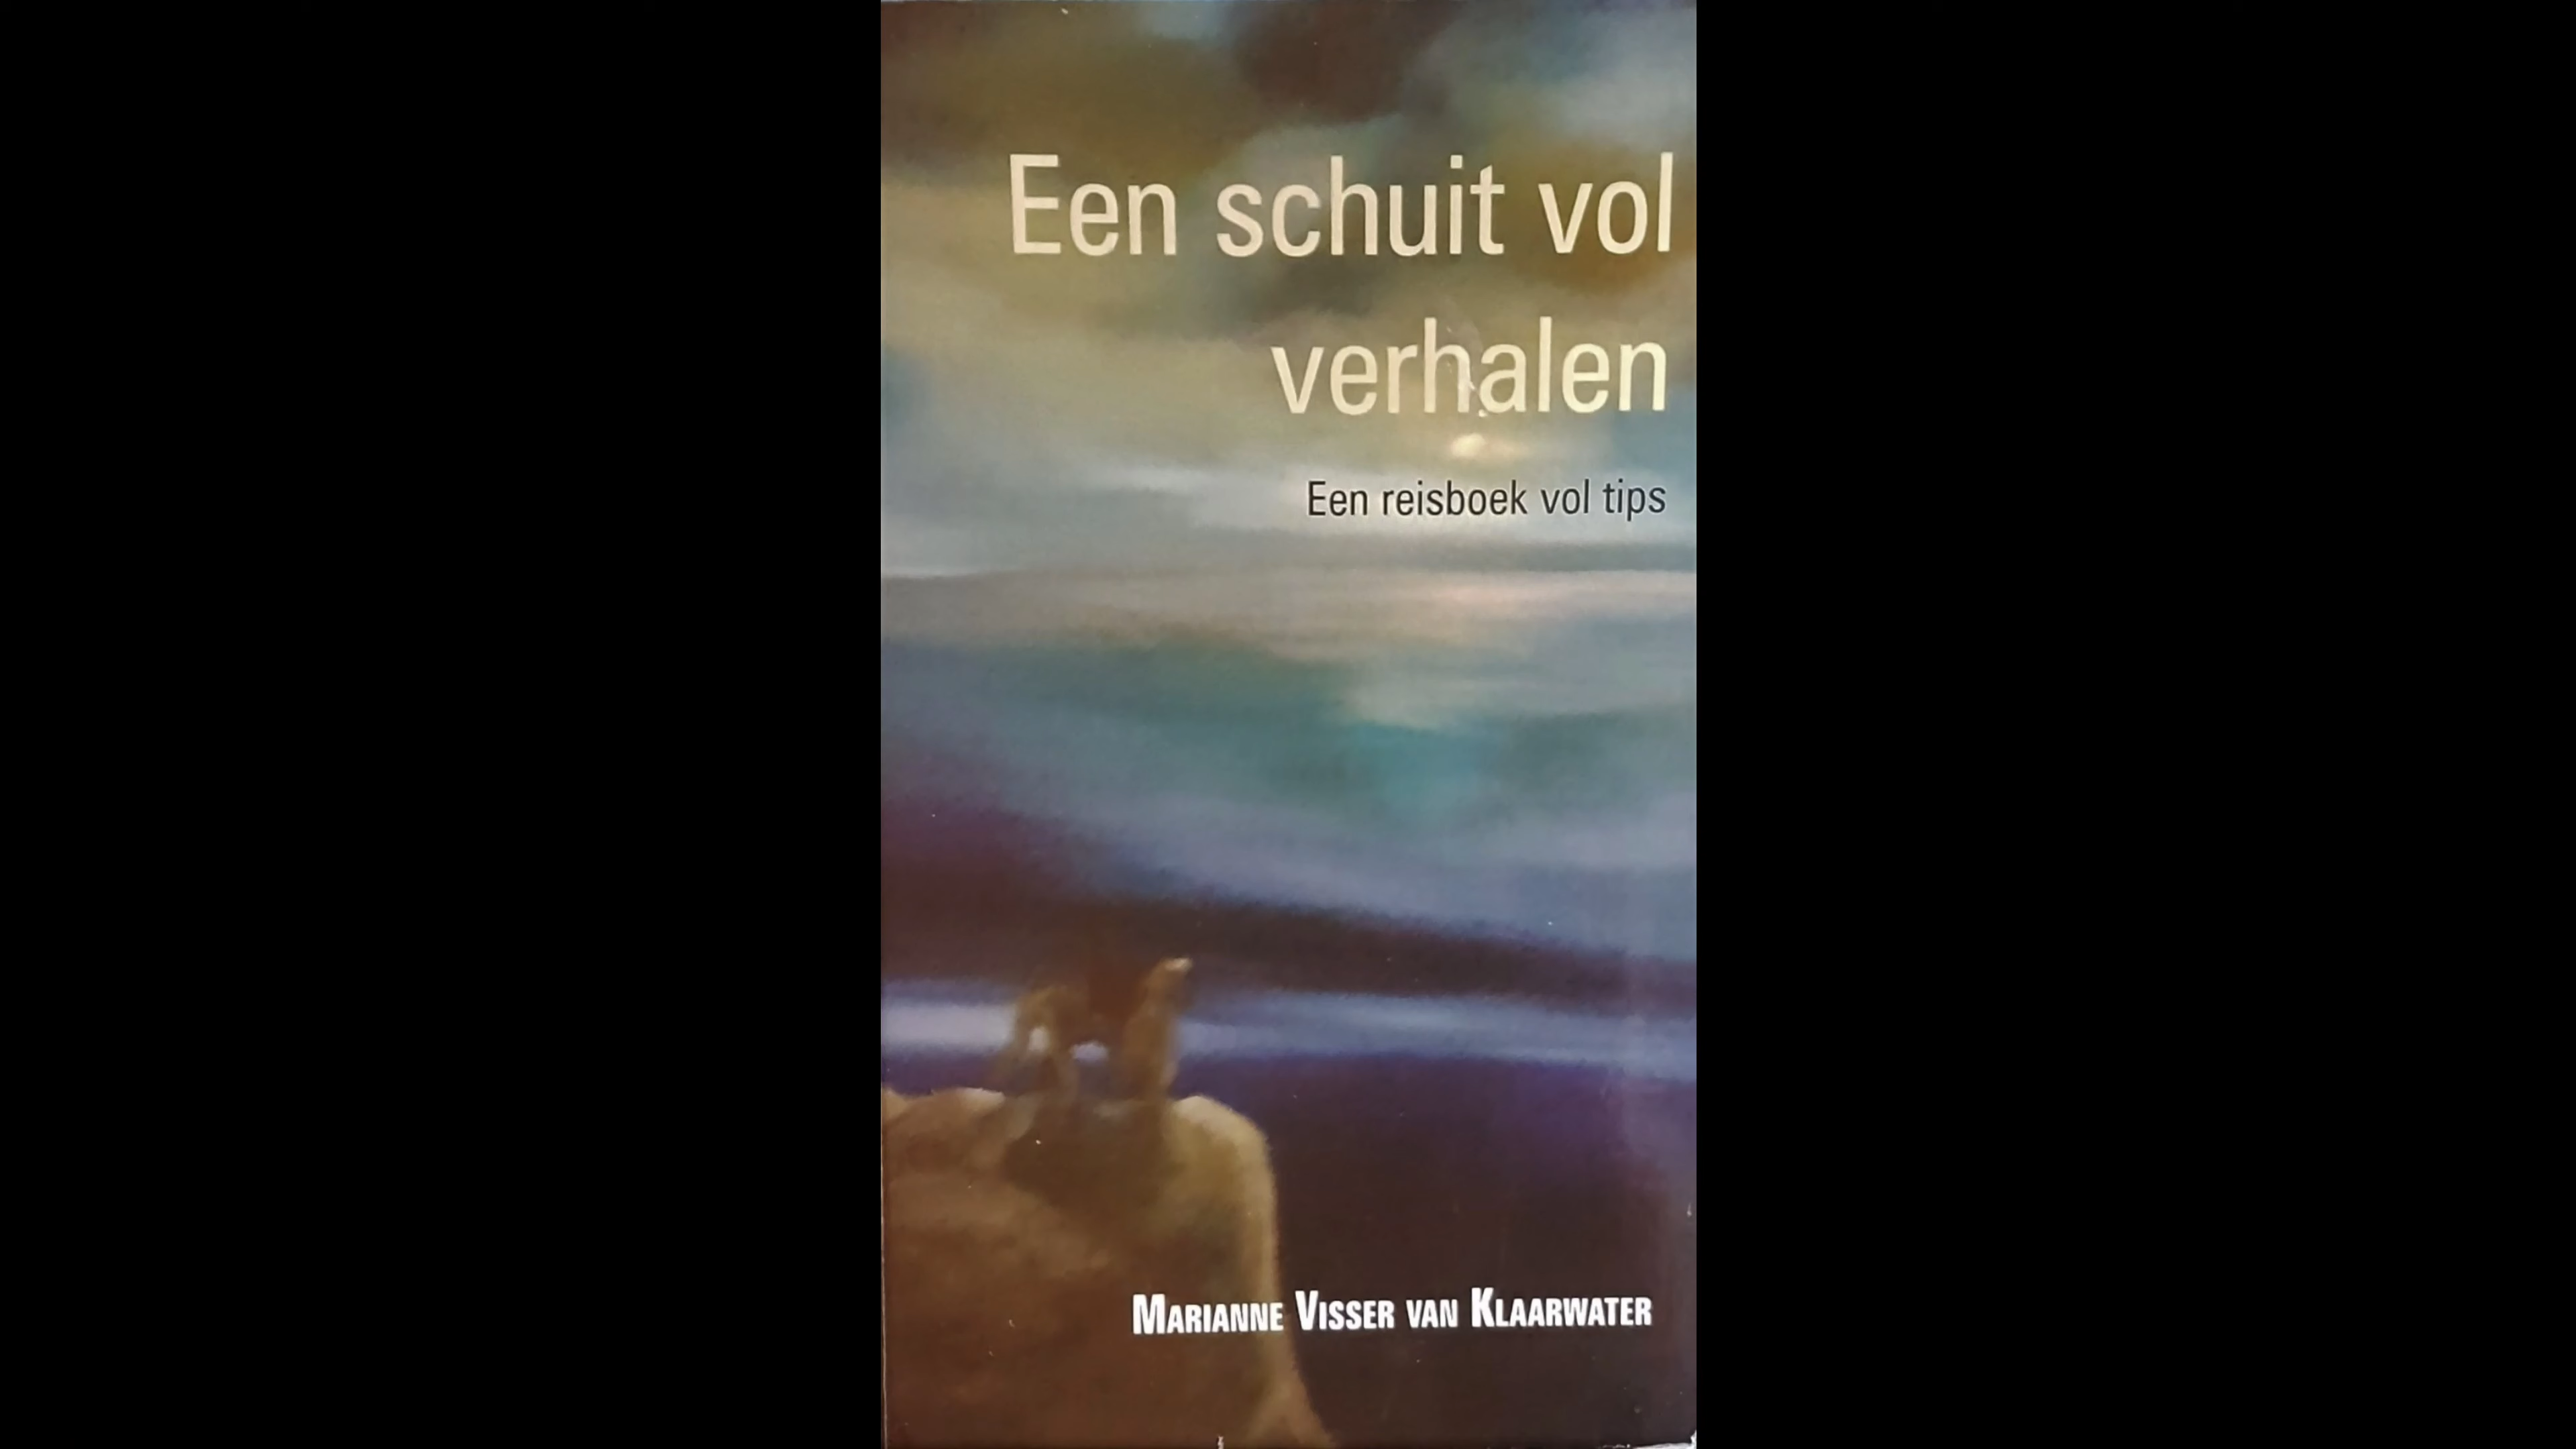 Een schuit vol
verhalen
Een reisboek vol tips
MARIANNE VISSER VAN KLAARWATER